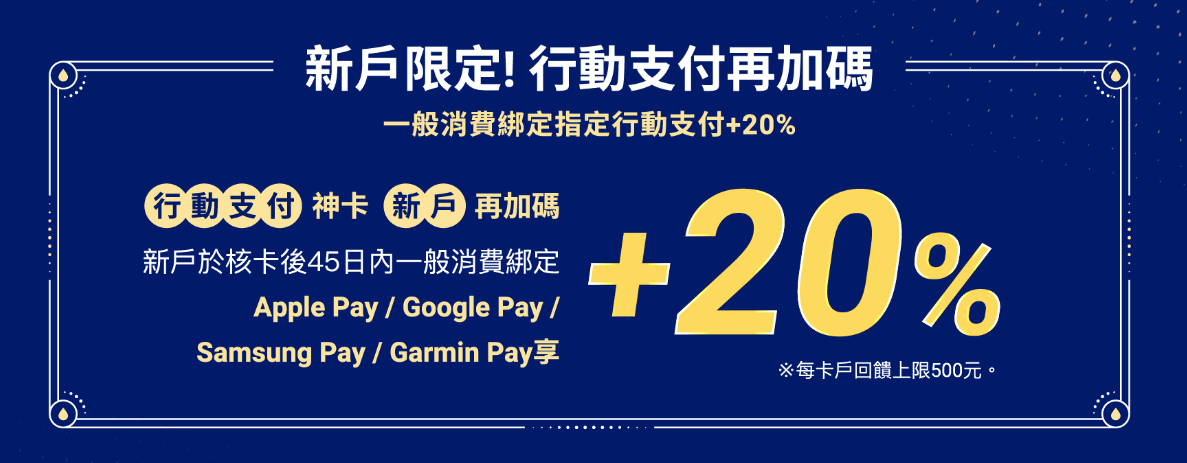 新戶限定! 行動支付再加碼
一般消費綁定指定行動支付+20%
行動支付 神卡 新戶 再加碼
新戶於核卡後45日內一般消費綁定
Apple Pay / Google Pay /
Samsung Pay / Garmin Pay享
+20%
※每卡戶回饋上限500元。